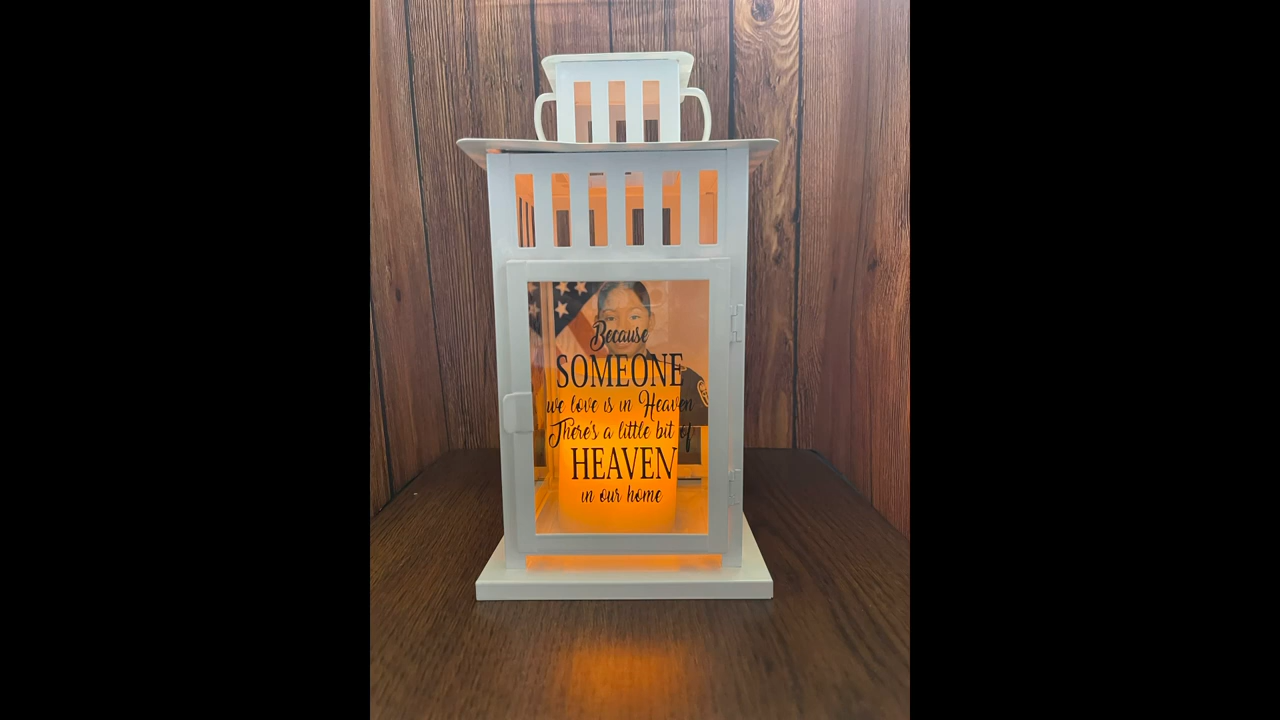 Because
SOMEONE
we love is in Heaven
There's a little bit of
HEAVEN
in our home